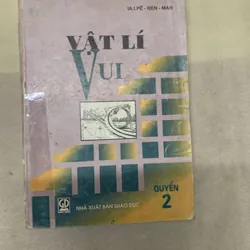 IA.I.PÊ - REN - MAN
VẬT LÍ
VUI
NHÀ XUẤT BẢN GIÁO DỤC
QUYỂN
2